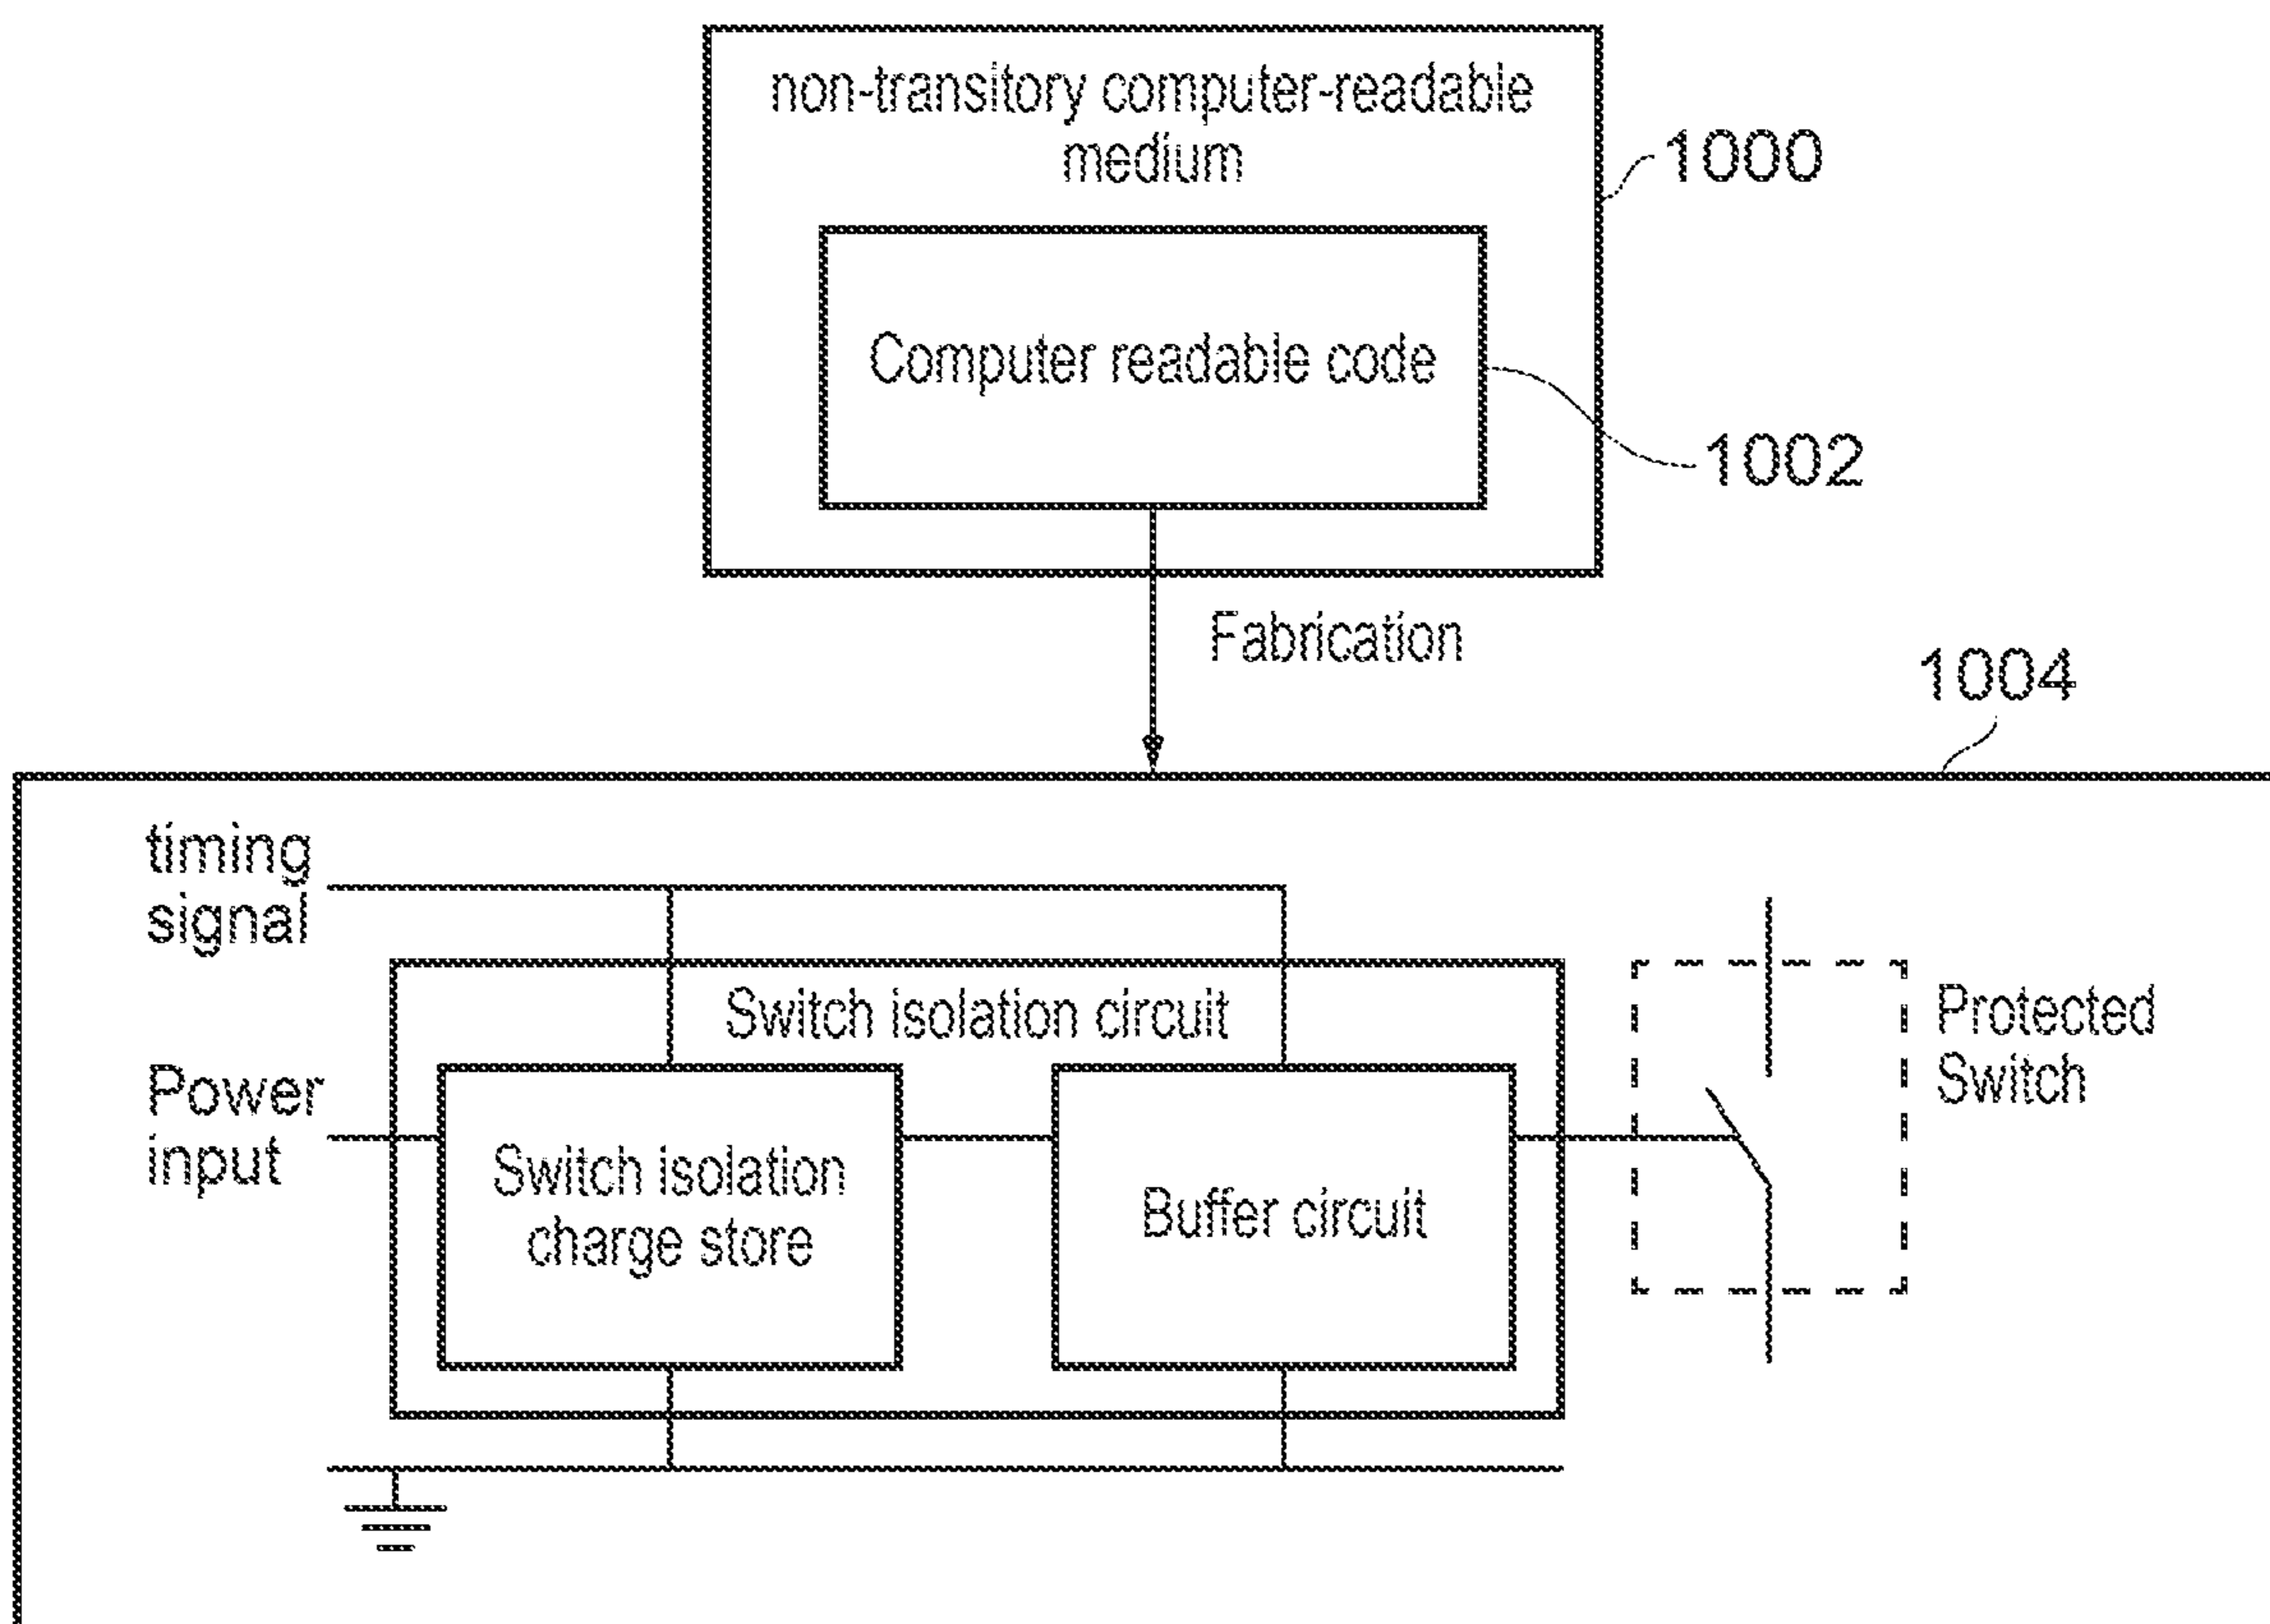 non-transitory computer-readable
medium
1000
Computer readable code
1002
Fabrication
1004
timing
signal
Switch isolation circuit
Protected
Switch
Power
input
Switch isolation
charge store
Buffer circuit